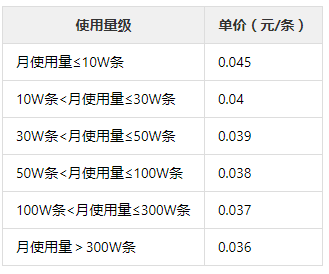 使用量级 单价（元/条）
月使用量≤10W条 0.045
10W条<月使用量≤30W条 0.04
30W条<月使用量≤50W条 0.039
50W条<月使用量≤100W条 0.038
100W条<月使用量≤300W条 0.037
月使用量＞300W条 0.036